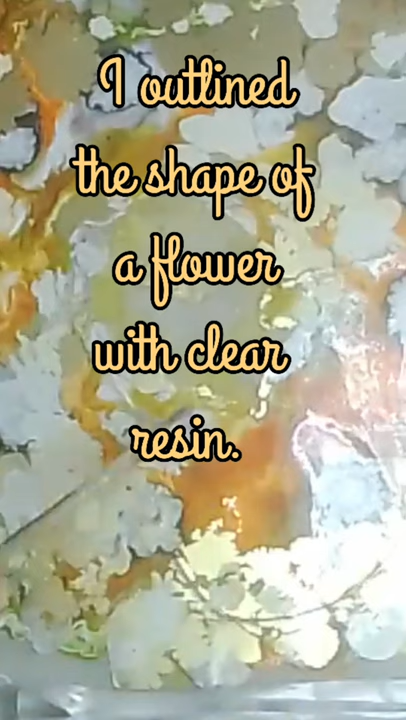 I outlined
the shape of
a flower
with clear
resin.